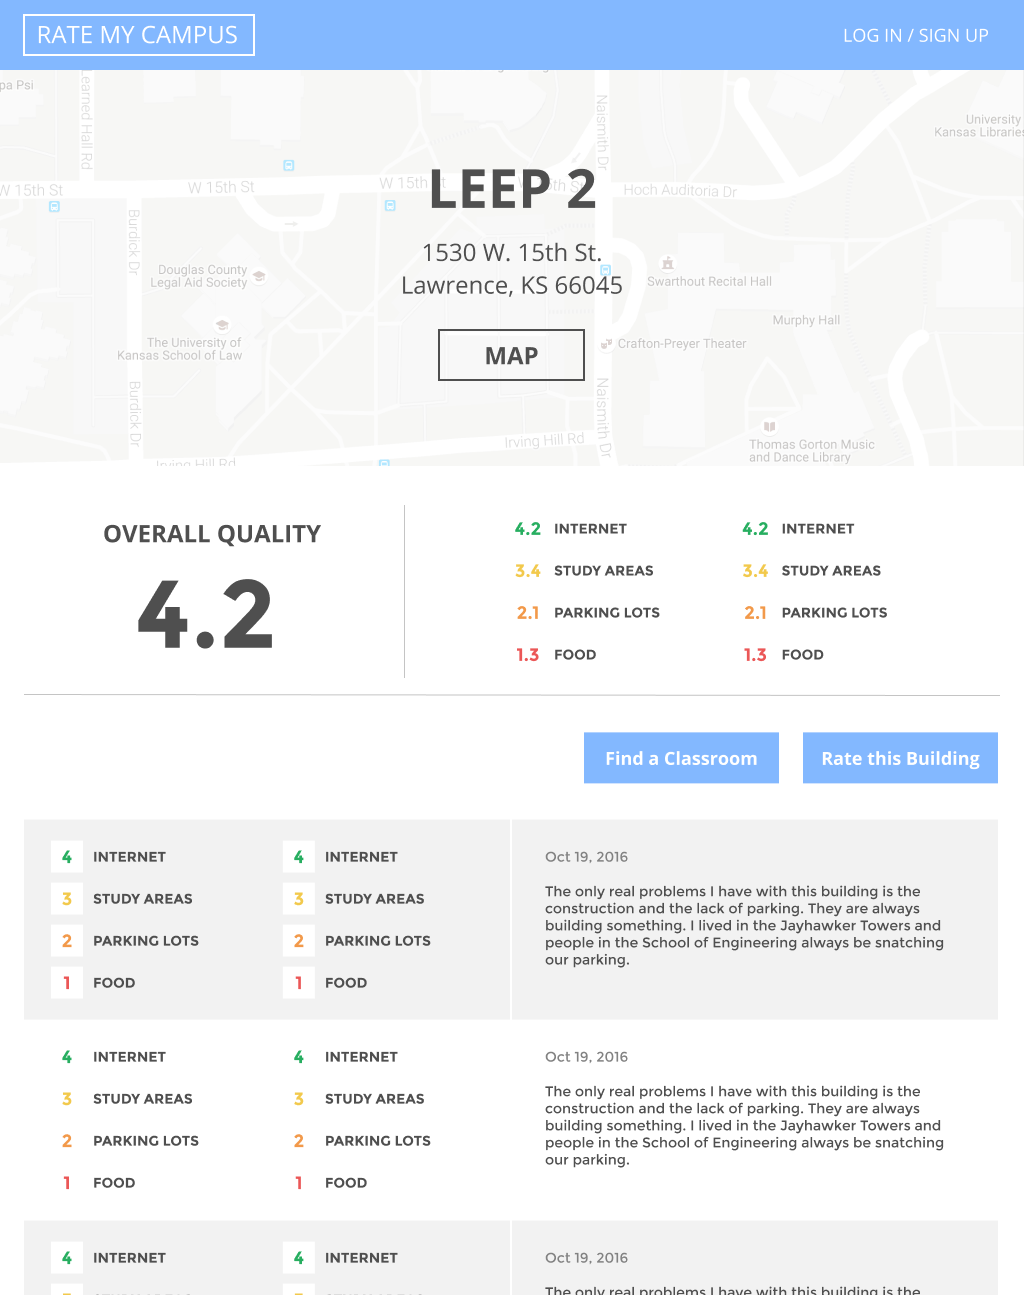 RATE MY CAMPUS
LOG IN / SIGN UP
pa Psi
Learned Hall Rd
Naismith Dr
University
Kansas Libraries
W 15th St
W 15th St
W 15th
LEEP 2
Hoch Auditoria Dr
Burdick Dr
1530 W. 15th St.
Lawrence, KS 66045
Douglas County
Legal Aid Society
Swarthout Recital Hall
Murphy Hall
The University of
Kansas School of Law
MAP
Crafton-Preyer Theater
Burdick Dr
Naismith Dr
Irving Hill Rd
Thomas Gorton Music
and Dance Library
Irving Hill Rd
OVERALL QUALITY
4.2
4.2 INTERNET 4.2 INTERNET
3.4 STUDY AREAS 3.4 STUDY AREAS
2.1 PARKING LOTS 2.1 PARKING LOTS
1.3 FOOD 1.3 FOOD
Find a Classroom
Rate this Building
4 INTERNET 4 INTERNET
3 STUDY AREAS 3 STUDY AREAS
2 PARKING LOTS 2 PARKING LOTS
1 FOOD 1 FOOD
Oct 19, 2016
The only real problems I have with this building is the
construction and the lack of parking. They are always
building something. I lived in the Jayhawker Towers and
people in the School of Engineering always be snatching
our parking.
4 INTERNET 4 INTERNET
3 STUDY AREAS 3 STUDY AREAS
2 PARKING LOTS 2 PARKING LOTS
1 FOOD 1 FOOD
Oct 19, 2016
The only real problems I have with this building is the
construction and the lack of parking. They are always
building something. I lived in the Jayhawker Towers and
people in the School of Engineering always be snatching
our parking.
4 INTERNET 4 INTERNET
Oct 19, 2016
The only real problems I have with this building is the